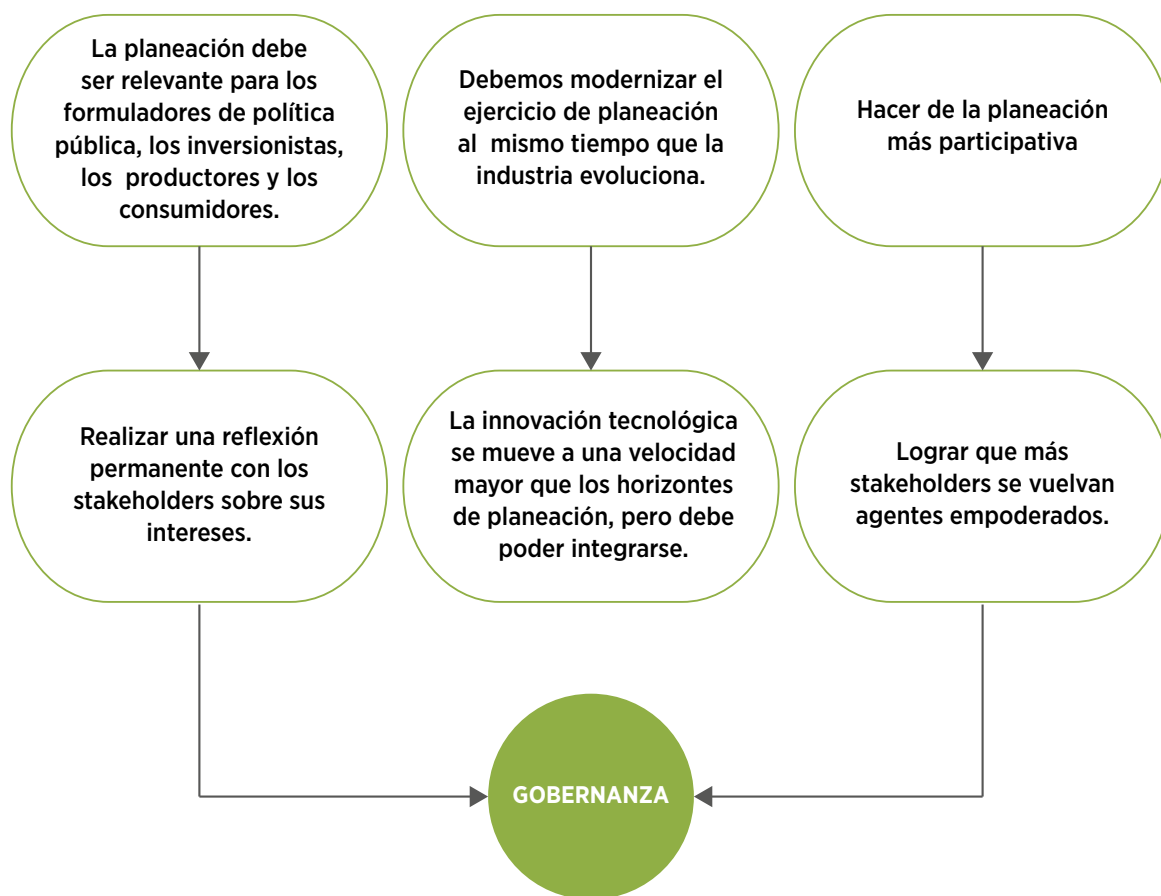 La planeación debe
ser relevante para los
formuladores de política
pública, los inversionistas,
los productores y los
consumidores.
Debemos modernizar el
ejercicio de planeación
al mismo tiempo que la
industria evoluciona.
Hacer de la planeación
más participativa
Realizar una reflexión
permanente con los
stakeholders sobre sus
intereses.
La innovación tecnológica
se mueve a una velocidad
mayor que los horizontes
de planeación, pero debe
poder integrarse.
Lograr que más
stakeholders se vuelvan
agentes empoderados.
GOBERNANZA